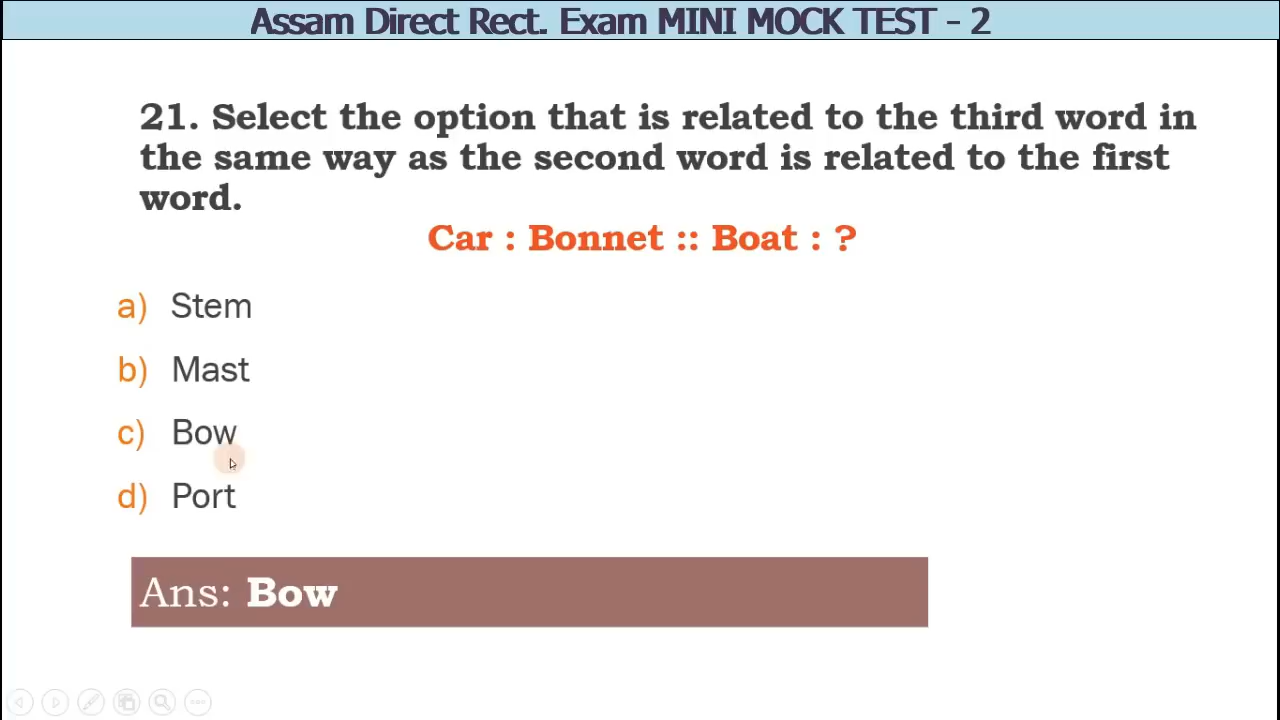 Assam Direct Rect. Exam MINI MOCK TEST - 2
21. Select the option that is related to the third word in
the same way as the second word is related to the first
word.
Car : Bonnet :: Boat : ?
a) Stem
b) Mast
c) Bow
d) Port
Ans: Bow